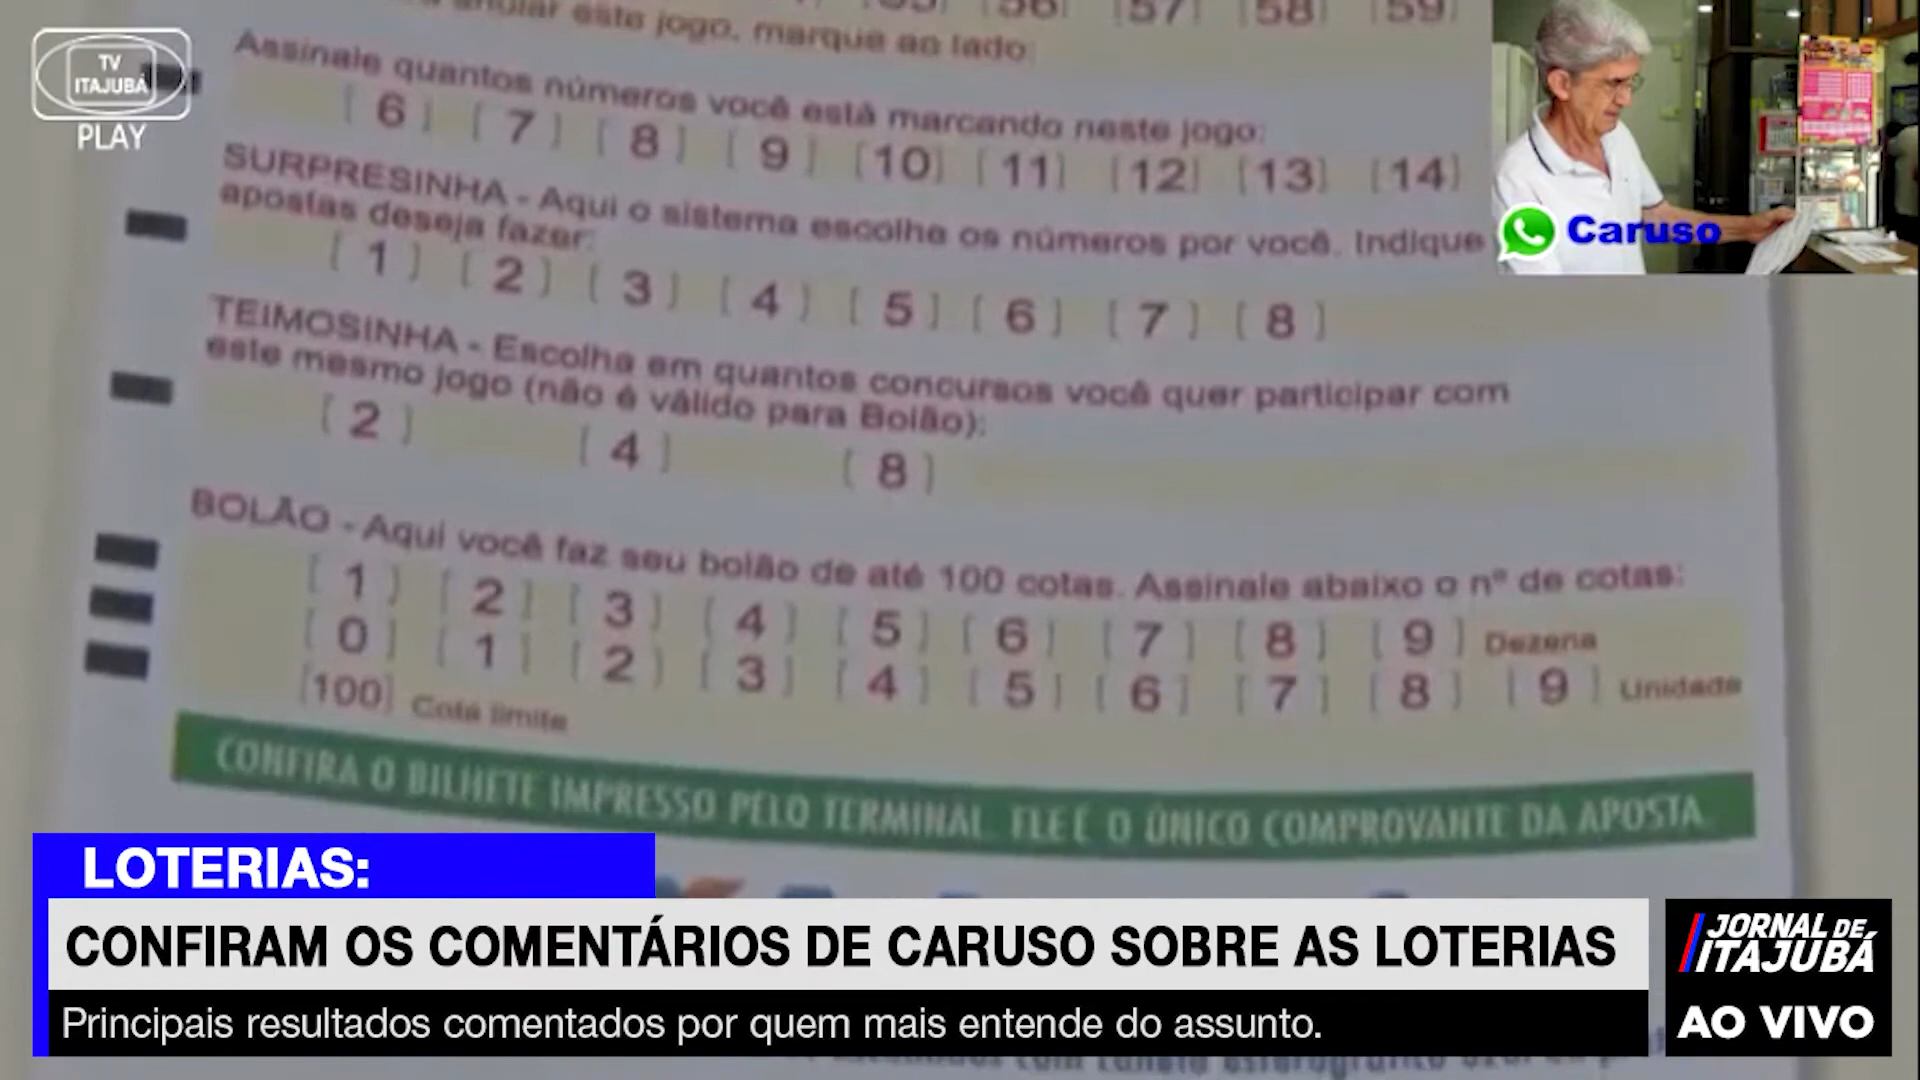 [55] [56] [57] [58] [59]
anular este jogo, marque ao lado:
Assinale quantos números você está marcando neste jogo:
[6] [7] [8] [9] [10] [11] [12] [13] [14]
SURPRESINHA - Aqui o sistema escolhe os números por você. Indique
apostas deseja fazer:
[1] [2] [3] [4] [5] [6] [7] [8]
TEIMOSINHA - Escolha em quantos concursos você quer participar com
este mesmo jogo (não é válido para Bolão):
[2] [4] [8]
BOLÃO - Aqui você faz seu bolão de até 100 cotas. Assinale abaixo o nº de cotas:
[1] [2] [3] [4] [5] [6] [7] [8] [9] Dezena
[0] [1] [2] [3] [4] [5] [6] [7] [8] [9] Unidade
[100] Cota limite
CONFIRA O BILHETE IMPRESSO PELO TERMINAL. ELE É O ÚNICO COMPROVANTE DA APOSTA.
TV
ITAJUBÁ
PLAY
Caruso
LOTERIAS:
CONFIRAM OS COMENTÁRIOS DE CARUSO SOBRE AS LOTERIAS
Principais resultados comentados por quem mais entende do assunto.
JORNAL DE
ITAJUBÁ
AO VIVO